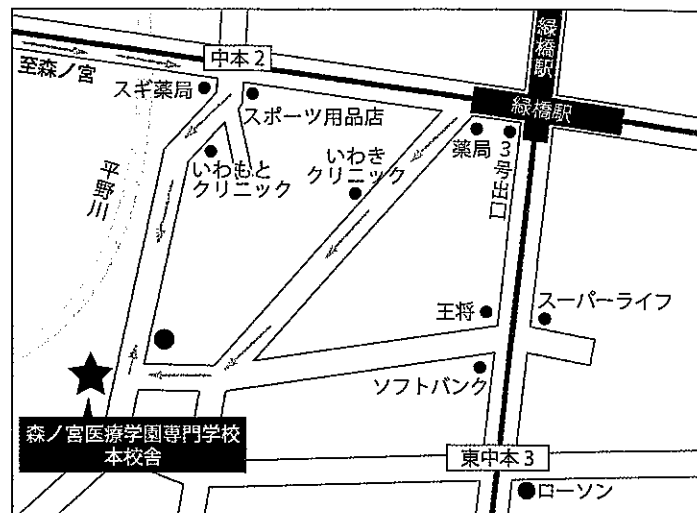 緑橋駅
中本2
至森ノ宮
スギ薬局
スポーツ用品店
緑橋駅
薬局
3号出口
いわもと
クリニック
いわき
クリニック
平野川
王将
スーパーライフ
ソフトバンク
森ノ宮医療学園専門学校
本校舎
東中本3
ローソン